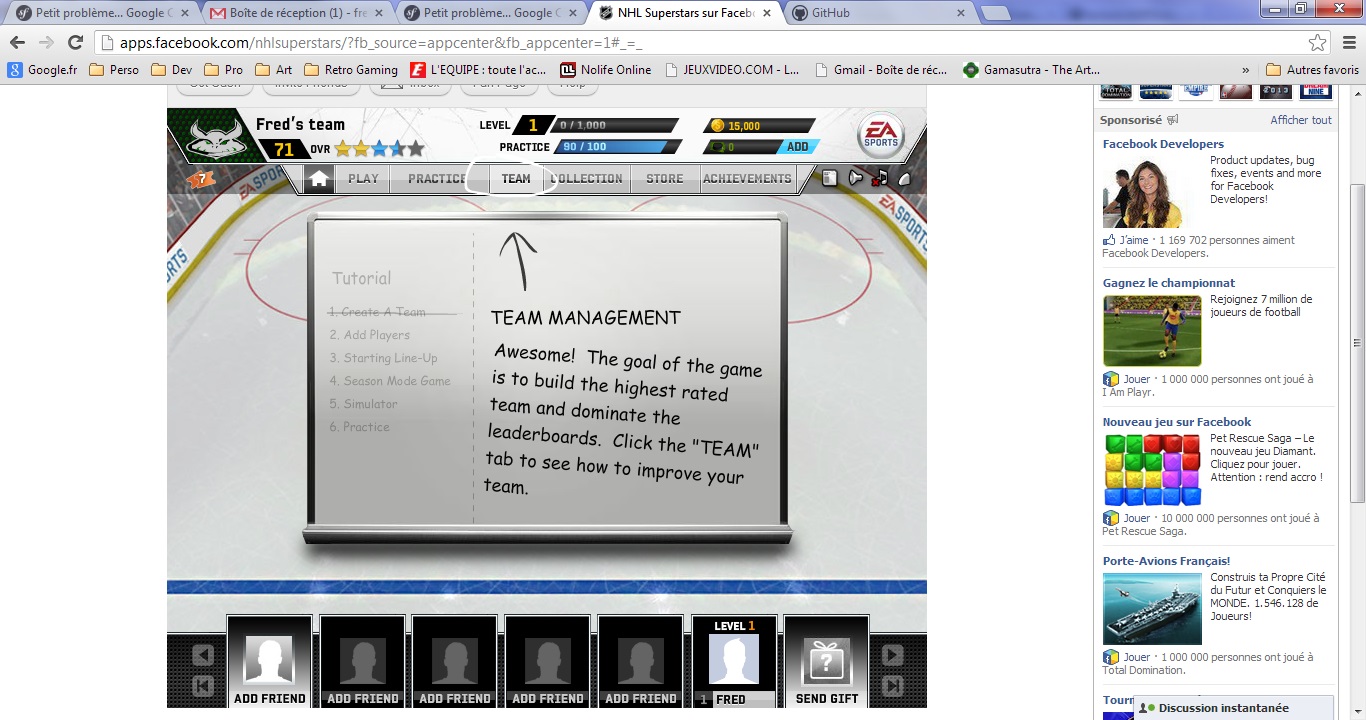 Petit problème... Google C
Boîte de réception (1) - fre
Petit problème... Google C
NHL Superstars sur Facebo
GitHub
apps.facebook.com/nhlsuperstars/?fb_source=appcenter&fb_appcenter=1#_=_
Google.fr Perso Dev Pro Art Retro Gaming L'EQUIPE : toute l'ac... Nolife Online JEUXVIDEO.COM - L... Gmail - Boîte de réc... Gamasutra - The Art... » Autres favoris
Fred's team
71 OVR
LEVEL 1 0 / 1,000
PRACTICE 90 / 100
15,000
0 ADD
EA
SPORTS
7
PLAY PRACTICE TEAM COLLECTION STORE ACHIEVEMENTS
EA SPORTS
EA SPORTS
Tutorial
1. Create A Team
2. Add Players
3. Starting Line-Up
4. Season Mode Game
5. Simulator
6. Practice
TEAM MANAGEMENT
Awesome! The goal of the game
is to build the highest rated
team and dominate the
leaderboards. Click the "TEAM"
tab to see how to improve your
team.
LEVEL 1
ADD FRIEND ADD FRIEND ADD FRIEND ADD FRIEND ADD FRIEND 1 FRED SEND GIFT
Sponsorisé Afficher tout
Facebook Developers
Product updates, bug
fixes, events and more
for Facebook
Developers!
J'aime · 1 169 702 personnes aiment
Facebook Developers.
Gagnez le championnat
Rejoignez 7 million de
joueurs de football
Jouer · 1 000 000 personnes ont joué à
I Am Playr.
Nouveau jeu sur Facebook
Pet Rescue Saga – Le
nouveau jeu Diamant.
Cliquez pour jouer.
Attention : rend accro !
Jouer · 10 000 000 personnes ont joué à
Pet Rescue Saga.
Porte-Avions Français!
Construis ta Propre Cité
du Futur et Conquiers le
MONDE. 1.546.128 de
Joueurs!
Jouer · 1 000 000 personnes ont joué à
Total Domination.
Discussion instantanée